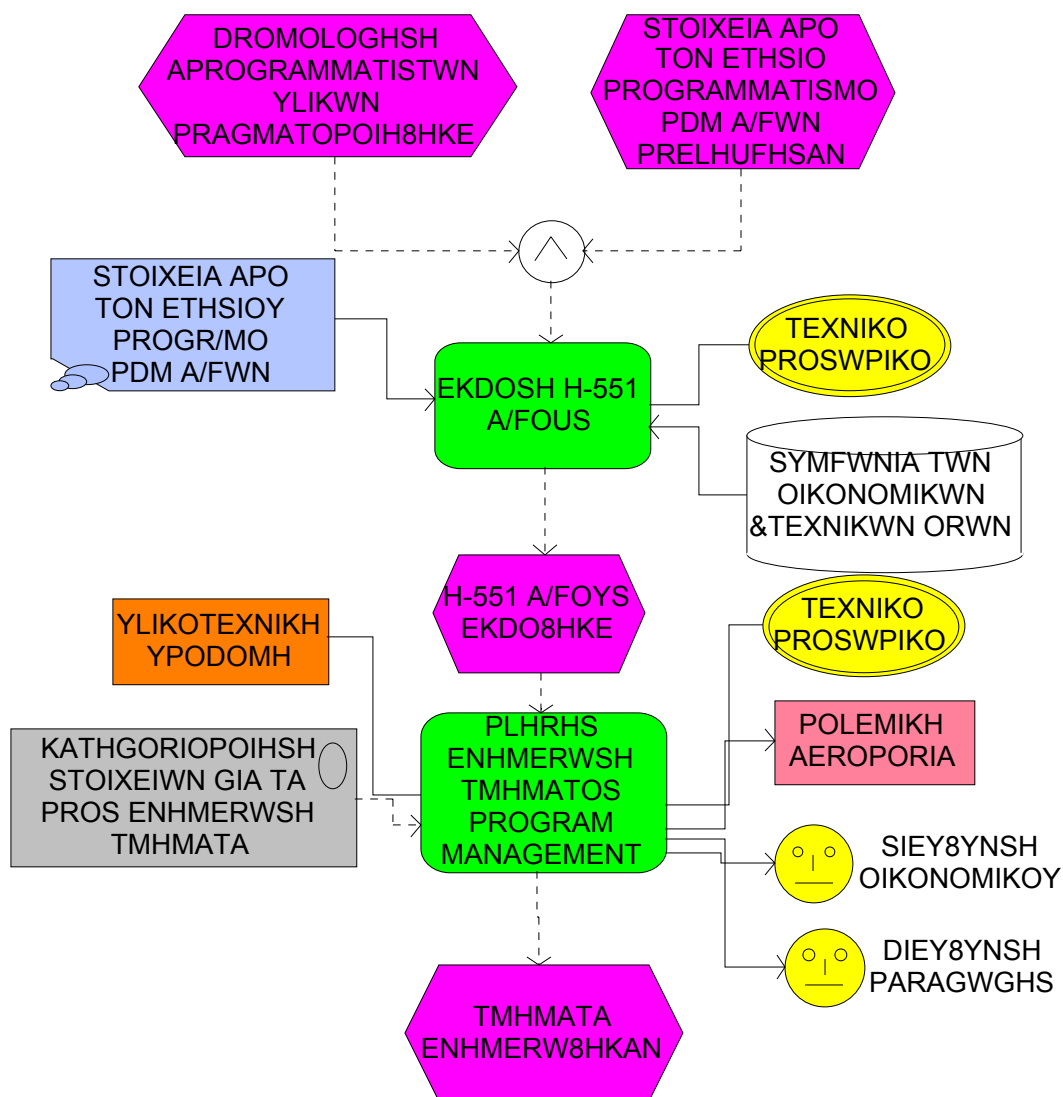 DROMOLOGHSH
APROGRAMMATISTWN
YLIKWN
PRAGMATOPOIH8HKE
STOIXEIA APO
TON ETHSIO
PROGRAMMATISMO
PDM A/FWN
PRELHUFHSAN
STOIXEIA APO
TON ETHSIOY
PROGR/MO
PDM A/FWN
EKDOSH H-551
A/FOUS
TEXNIKO
PROSWPIKO
SYMFWNIA TWN
OIKONOMIKWN
&TEXNIKWN ORWN
H-551 A/FOYS
EKDO8HKE
YLIKOTEXNIKH
YPODOMH
TEXNIKO
PROSWPIKO
KATHGORIOPOIHSH
STOIXEIWN GIA TA
PROS ENHMERWSH
TMHMATA
PLHRHS
ENHMERWSH
TMHMATOS
PROGRAM
MANAGEMENT
POLEMIKH
AEROPORIA
SIEY8YNSH
OIKONOMIKOY
DIEY8YNSH
PARAGWGHS
TMHMATA
ENHMERW8HKAN